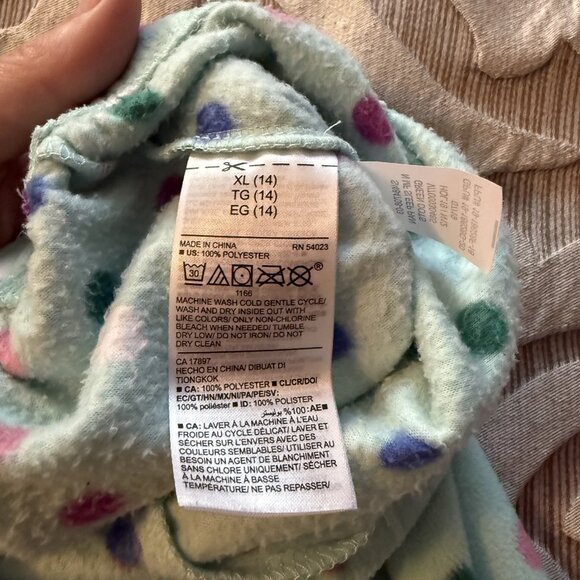 XL (14)
TG (14)
EG (14)
MADE IN CHINA RN 54023
■ US: 100% POLYESTER
30
1166
MACHINE WASH COLD GENTLE CYCLE/
WASH AND DRY INSIDE OUT WITH
LIKE COLORS/ ONLY NON-CHLORINE
BLEACH WHEN NEEDED/ TUMBLE
DRY LOW/ DO NOT IRON/ DO NOT
DRY CLEAN
CA 17897
HECHO EN CHINA/ DIBUAT DI
TIONGKOK
■ CA: 100% POLYESTER ■ CL/CR/DO/
EC/GT/HN/MX/NI/PA/PE/SV:
100% poliéster ■ ID: 100% POLISTER
■ AE: 100% بوليستر
■ CA: LAVER À LA MACHINE À L'EAU
FROIDE AU CYCLE DÉLICAT/ LAVER ET
SÉCHER SUR L'ENVERS AVEC DES
COULEURS SEMBLABLES/ UTILISER AU
BESOIN UN AGENT DE BLANCHIMENT
SANS CHLORE UNIQUEMENT/ SÈCHER
À LA MACHINE À BASSE
TEMPÉRATURE/ NE PAS REPASSER/